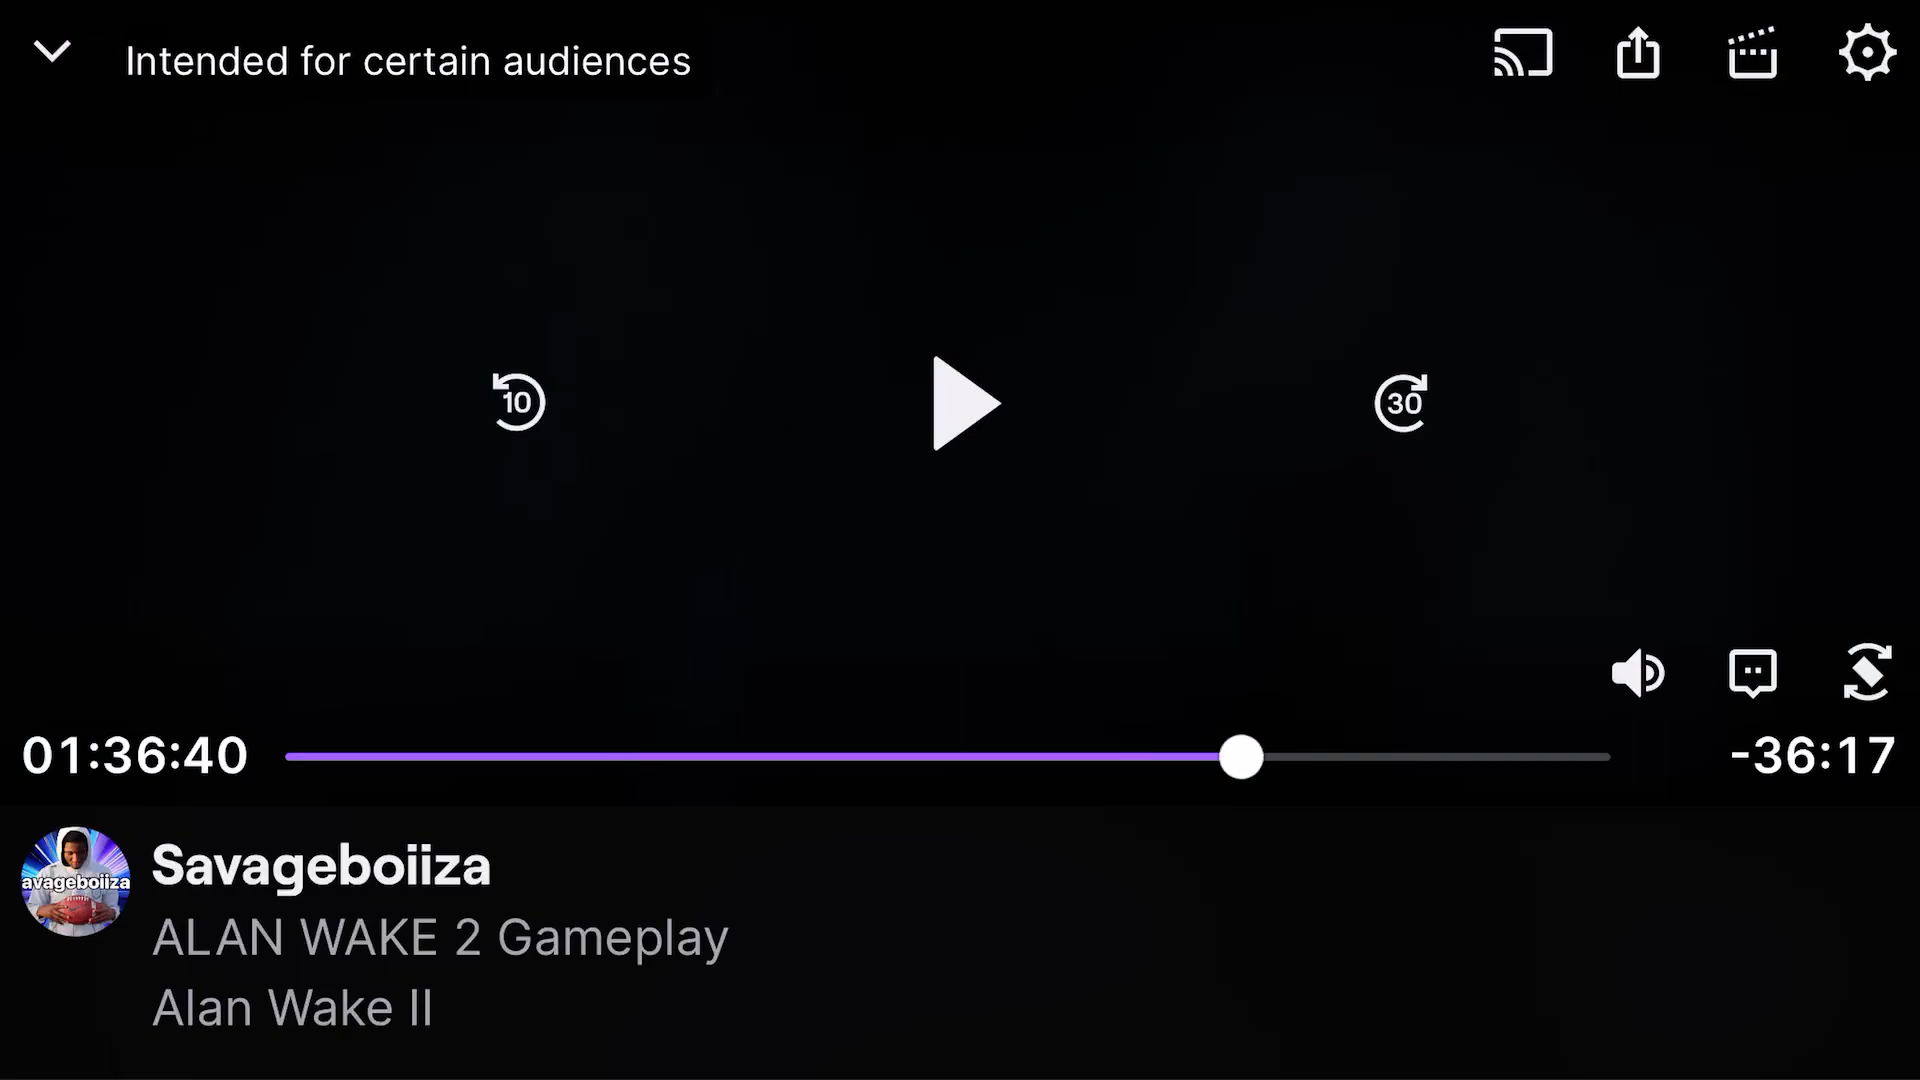 Intended for certain audiences
10
30
01:36:40
-36:17
avageboiiza
Savageboiiza
ALAN WAKE 2 Gameplay
Alan Wake II